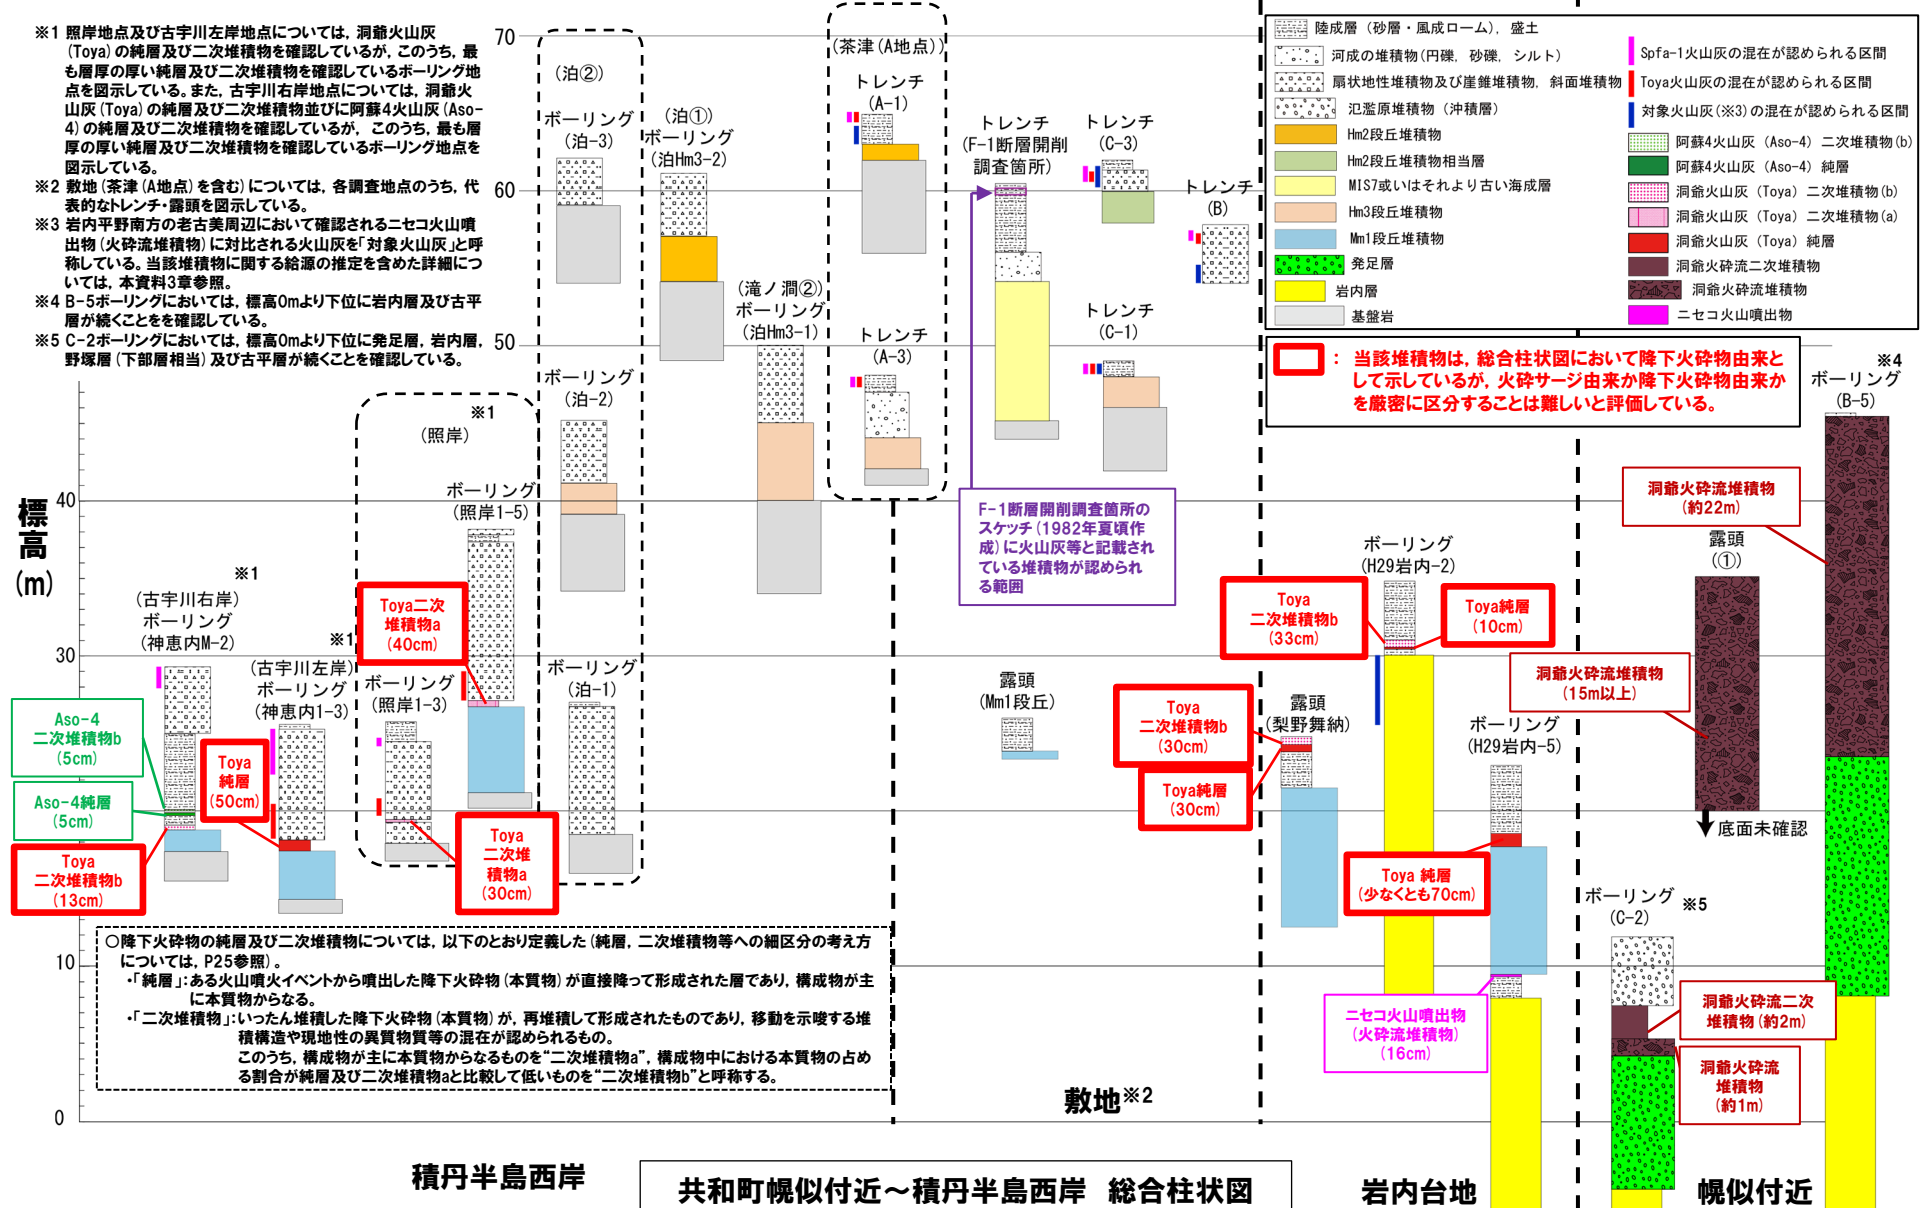 ※1 照岸地点及び古宇川左岸地点については，洞爺火山灰
(Toya)の純層及び二次堆積物を確認しているが，このうち，最
も層厚の厚い純層及び二次堆積物を確認しているボーリング地
点を図示している。また，古宇川右岸地点については，洞爺火
山灰(Toya)の純層及び二次堆積物並びに阿蘇4火山灰(Aso-
4)の純層及び二次堆積物を確認しているが，このうち，最も層
厚の厚い純層及び二次堆積物を確認しているボーリング地点を
図示している。
※2 敷地(茶津(A地点)を含む)については，各調査地点のうち，代
表的なトレンチ・露頭を図示している。
※3 岩内平野南方の老古美周辺において確認されるニセコ火山噴
出物(火砕流堆積物)に対比される火山灰を「対象火山灰」と呼
称している。当該堆積物に関する給源の推定を含めた詳細につ
いては，本資料3章参照。
※4 B-5ボーリングにおいては，標高0mより下位に岩内層及び古平
層が続くことをを確認している。
※5 C-2ボーリングにおいては，標高0mより下位に発足層，岩内層，
野塚層(下部層相当)及び古平層が続くことを確認している。
標高
(m)
70
60
50
40
30
10
0
(泊②)
ボーリング
(泊-3)
(泊①)
ボーリング
(泊Hm3-2)
(滝ノ澗②)
ボーリング
(泊Hm3-1)
ボーリング
(泊-2)
ボーリング
(泊-1)
(茶津(A地点))
トレンチ
(A-1)
トレンチ
(A-3)
トレンチ
(F-1断層開削
調査箇所)
トレンチ
(C-3)
トレンチ
(B)
トレンチ
(C-1)
陸成層(砂層・風成ローム)，盛土
河成の堆積物(円礫，砂礫，シルト)
扇状地性堆積物及び崖錐堆積物，斜面堆積物
氾濫原堆積物(沖積層)
Hm2段丘堆積物
Hm2段丘堆積物相当層
MIS7或いはそれより古い海成層
Hm3段丘堆積物
Mm1段丘堆積物
発足層
岩内層
基盤岩
Spfa-1火山灰の混在が認められる区間
Toya火山灰の混在が認められる区間
対象火山灰(※3)の混在が認められる区間
阿蘇4火山灰(Aso-4)二次堆積物(b)
阿蘇4火山灰(Aso-4)純層
洞爺火山灰(Toya)二次堆積物(b)
洞爺火山灰(Toya)二次堆積物(a)
洞爺火山灰(Toya)純層
洞爺火砕流二次堆積物
洞爺火砕流堆積物
ニセコ火山噴出物
：当該堆積物は，総合柱状図において降下火砕物由来と
して示しているが，火砕サージ由来か降下火砕物由来か
を厳密に区分することは難しいと評価している。
※4
ボーリング
(B-5)
※1
(照岸)
ボーリング
(照岸1-5)
ボーリング
(照岸1-3)
※1
(古宇川右岸)
ボーリング
(神恵内M-2)
※1
(古宇川左岸)
ボーリング
(神恵内1-3)
Toya二次
堆積物a
(40cm)
Aso-4
二次堆積物b
(5cm)
Aso-4純層
(5cm)
Toya
二次堆積物b
(13cm)
Toya
純層
(50cm)
Toya
二次堆
積物a
(30cm)
F-1断層開削調査箇所の
スケッチ(1982年夏頃作
成)に火山灰等と記載され
ている堆積物が認められ
る範囲
露頭
(Mm1段丘)
ボーリング
(H29岩内-2)
Toya
二次堆積物b
(33cm)
Toya純層
(10cm)
露頭
(梨野舞納)
Toya
二次堆積物b
(30cm)
Toya純層
(30cm)
ボーリング
(H29岩内-5)
Toya 純層
(少なくとも70cm)
ニセコ火山噴出物
(火砕流堆積物)
(16cm)
洞爺火砕流堆積物
(約22m)
露頭
(①)
洞爺火砕流堆積物
(15m以上)
底面未確認
ボーリング
(C-2)
※5
洞爺火砕流二次
堆積物(約2m)
洞爺火砕流
堆積物
(約1m)
○降下火砕物の純層及び二次堆積物については，以下のとおり定義した(純層，二次堆積物等への細区分の考え方
については，P25参照)。
・「純層」：ある火山噴火イベントから噴出した降下火砕物(本質物)が直接降って形成された層であり，構成物が主
に本質物からなる。
・「二次堆積物」：いったん堆積した降下火砕物(本質物)が，再堆積して形成されたものであり，移動を示唆する堆
積構造や現地性の異質物質等の混在が認められるもの。
このうち，構成物が主に本質物からなるものを“二次堆積物a”，構成物中における本質物の占め
る割合が純層及び二次堆積物aと比較して低いものを“二次堆積物b”と呼称する。
敷地※2
積丹半島西岸
岩内台地
幌似付近
共和町幌似付近～積丹半島西岸 総合柱状図